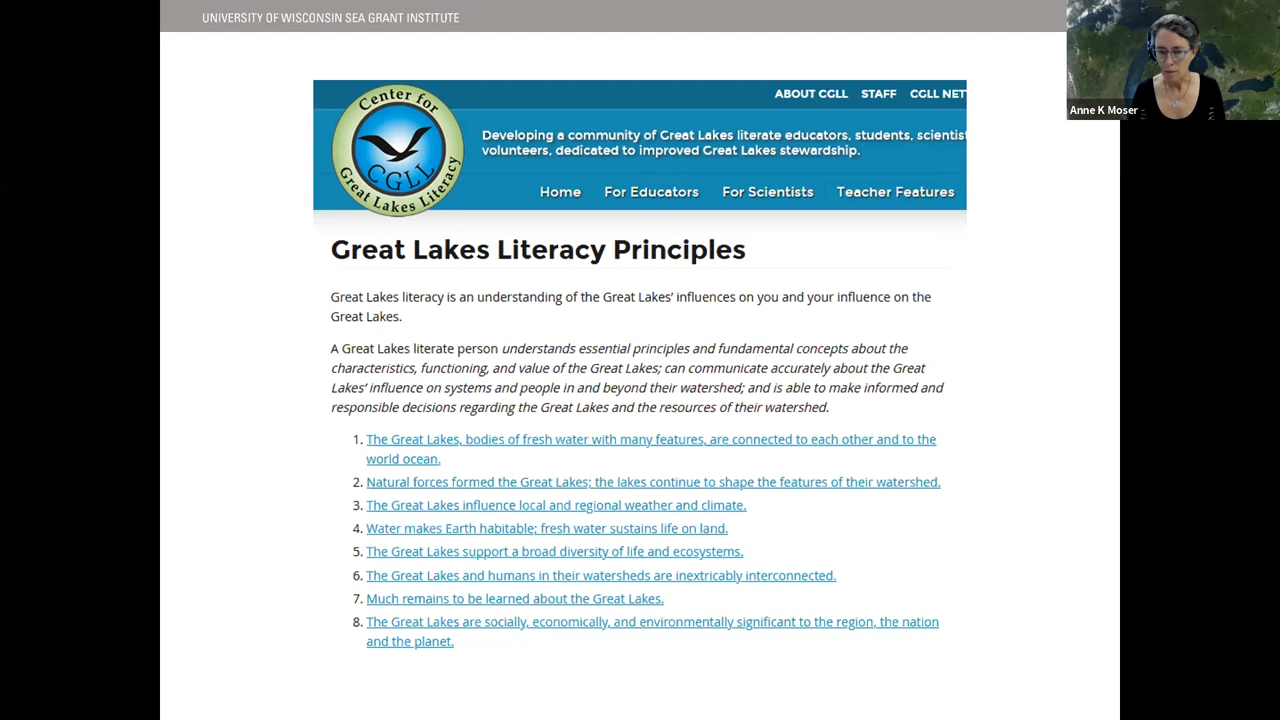 UNIVERSITY OF WISCONSIN SEA GRANT INSTITUTE
Anne K Moser
ABOUT CGLL STAFF CGLL NET
Center for Great Lakes Literacy
CGLL
Developing a community of Great Lakes literate educators, students, scientist
volunteers, dedicated to improved Great Lakes stewardship.
Home For Educators For Scientists Teacher Features
Great Lakes Literacy Principles
Great Lakes literacy is an understanding of the Great Lakes' influences on you and your influence on the
Great Lakes.
A Great Lakes literate person understands essential principles and fundamental concepts about the
characteristics, functioning, and value of the Great Lakes; can communicate accurately about the Great
Lakes' influence on systems and people in and beyond their watershed; and is able to make informed and
responsible decisions regarding the Great Lakes and the resources of their watershed.
1. The Great Lakes, bodies of fresh water with many features, are connected to each other and to the
world ocean.
2. Natural forces formed the Great Lakes; the lakes continue to shape the features of their watershed.
3. The Great Lakes influence local and regional weather and climate.
4. Water makes Earth habitable; fresh water sustains life on land.
5. The Great Lakes support a broad diversity of life and ecosystems.
6. The Great Lakes and humans in their watersheds are inextricably interconnected.
7. Much remains to be learned about the Great Lakes.
8. The Great Lakes are socially, economically, and environmentally significant to the region, the nation
and the planet.